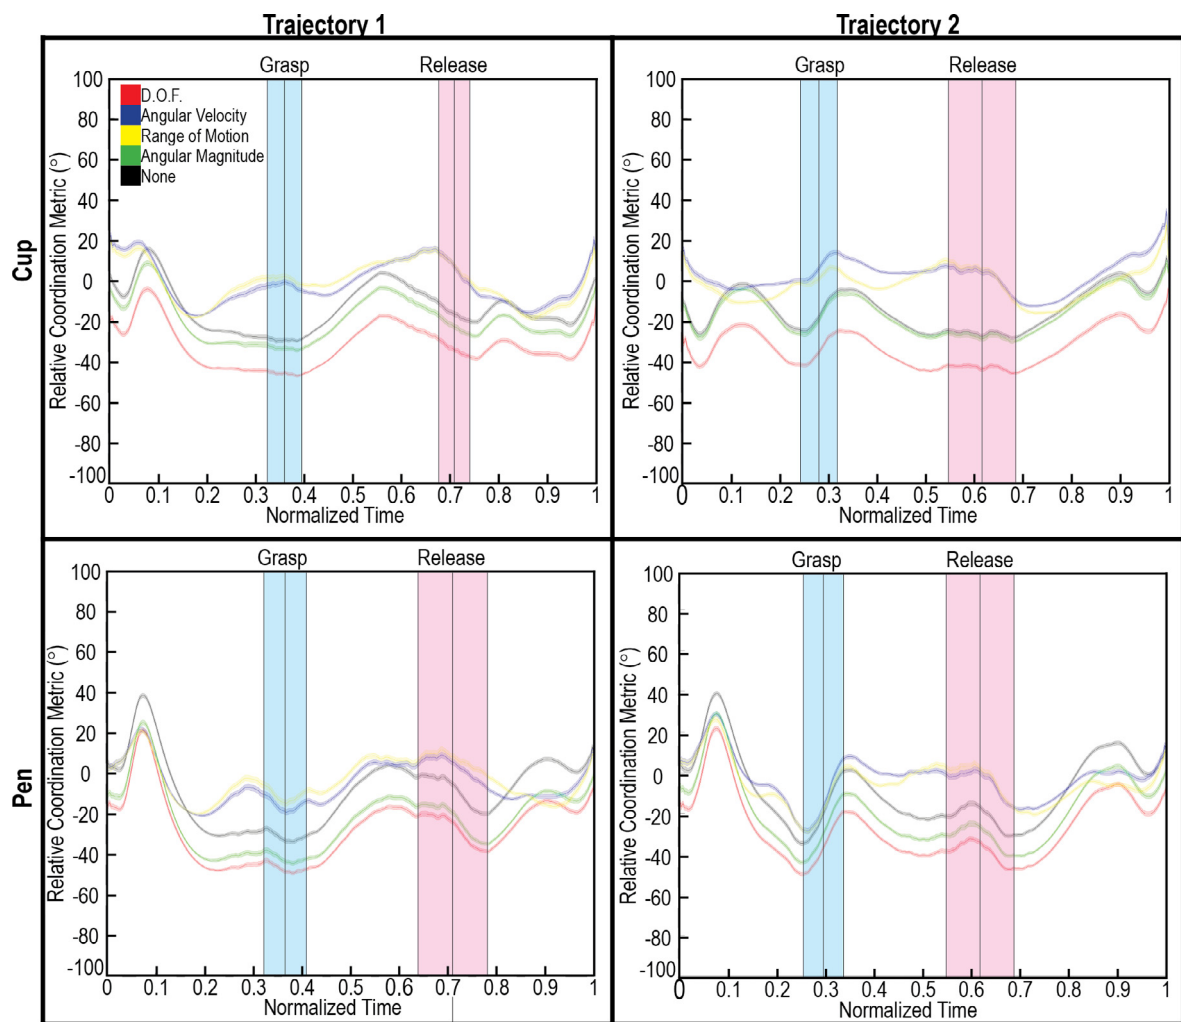 Trajectory 1
Trajectory 2
Cup
Grasp
Release
100
80
60
40
20
0
-20
-40
-60
-80
-100
Relative Coordination Metric (°)
D.O.F.
Angular Velocity
Range of Motion
Angular Magnitude
None
0 0.1 0.2 0.3 0.4 0.5 0.6 0.7 0.8 0.9 1
Normalized Time
Grasp
Release
100
80
60
40
20
0
-20
-40
-60
-80
-100
Relative Coordination Metric (°)
0 0.1 0.2 0.3 0.4 0.5 0.6 0.7 0.8 0.9 1
Normalized Time
Pen
Grasp
Release
100
80
60
40
20
0
-20
-40
-60
-80
-100
Relative Coordination Metric (°)
0 0.1 0.2 0.3 0.4 0.5 0.6 0.7 0.8 0.9 1
Normalized Time
Grasp
Release
100
80
60
40
20
0
-20
-40
-60
-80
-100
Relative Coordination Metric (°)
0 0.1 0.2 0.3 0.4 0.5 0.6 0.7 0.8 0.9 1
Normalized Time